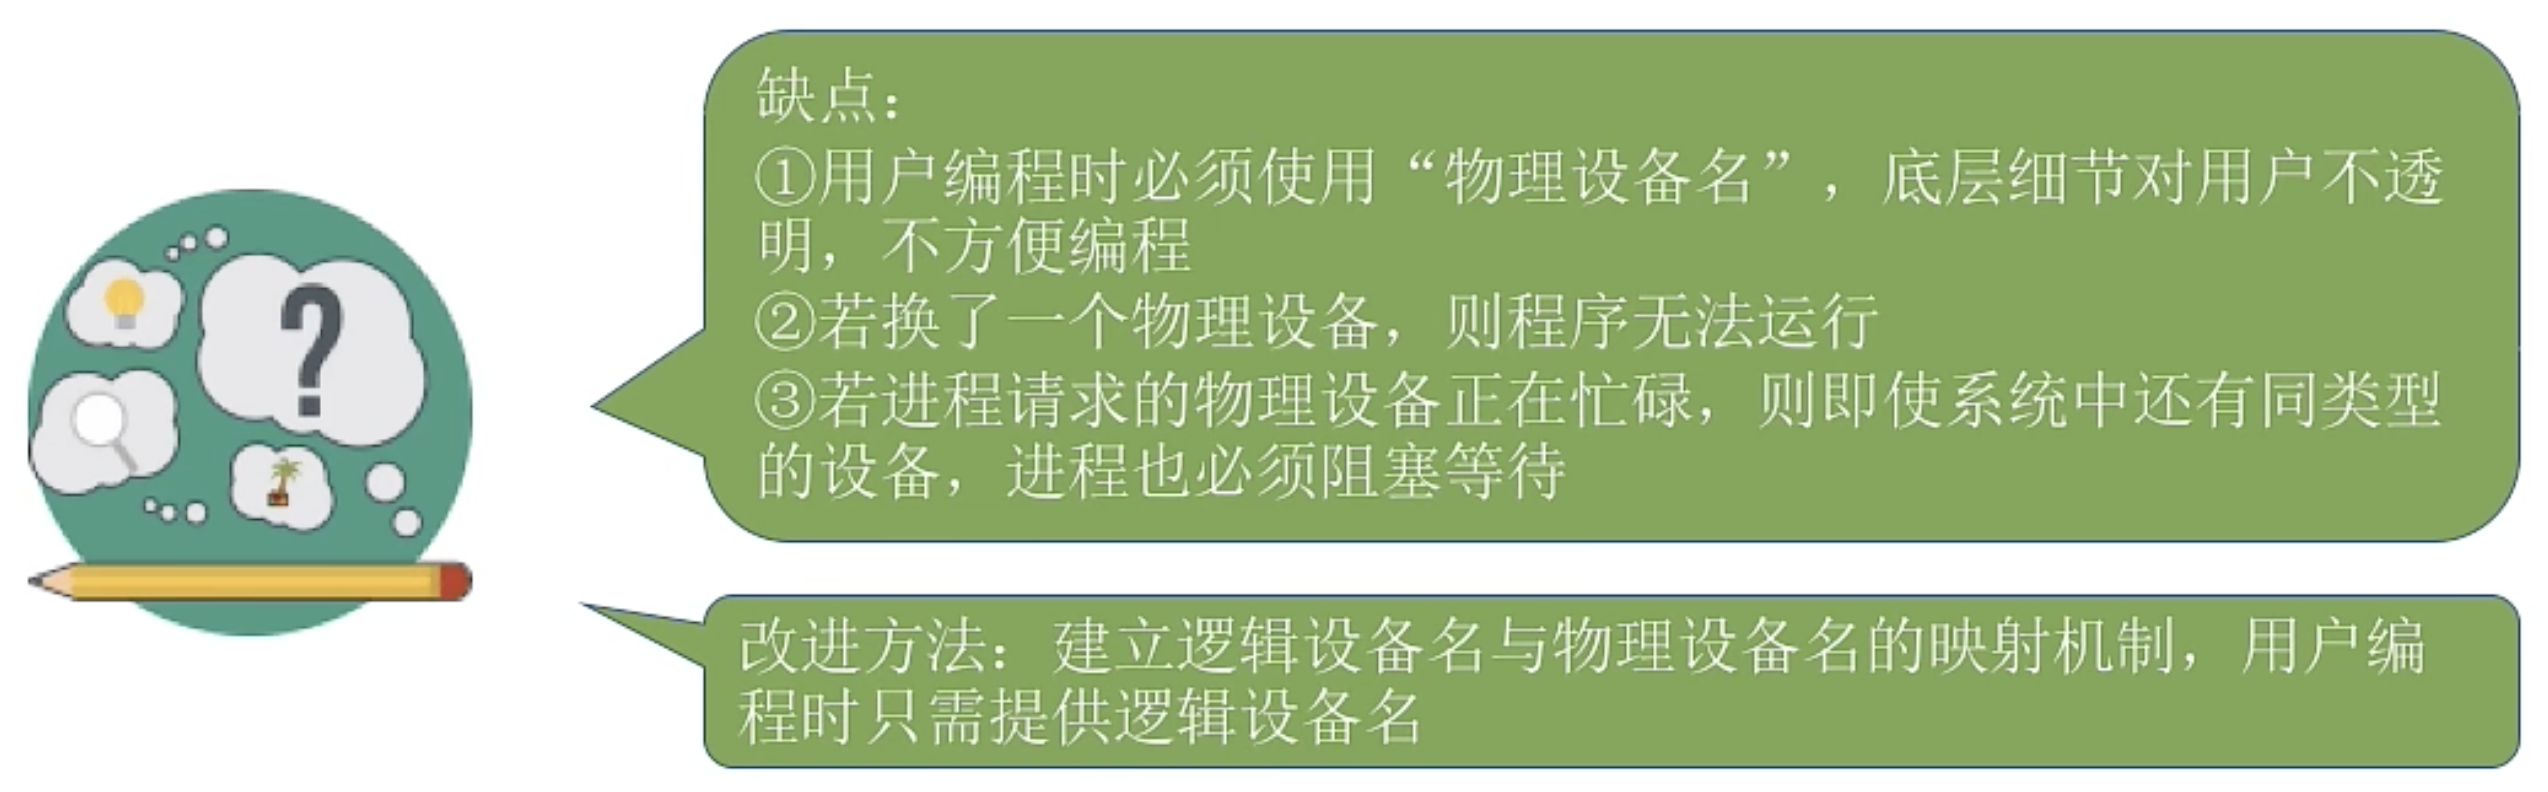 缺点：
①用户编程时必须使用“物理设备名”，底层细节对用户不透
明，不方便编程
②若换了一个物理设备，则程序无法运行
③若进程请求的物理设备正在忙碌，则即使系统中还有同类型
的设备，进程也必须阻塞等待
?
改进方法：建立逻辑设备名与物理设备名的映射机制，用户编
程时只需提供逻辑设备名